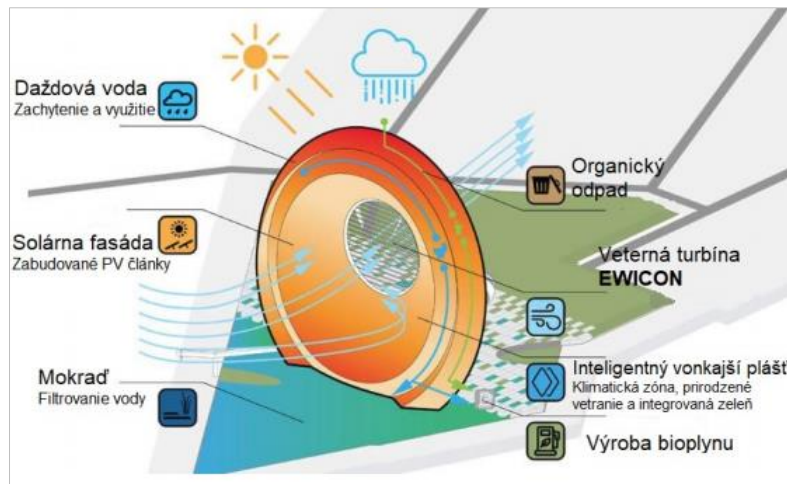 Daždová voda
Zachytenie a využitie
Solárna fasáda
Zabudované PV články
Mokraď
Filtrovanie vody
Organický
odpad
Veterná turbína
EWICON
Inteligentný vonkajší plášť
Klimatická zóna, prirodzené
vetranie a integrovaná zeleň
Výroba bioplynu